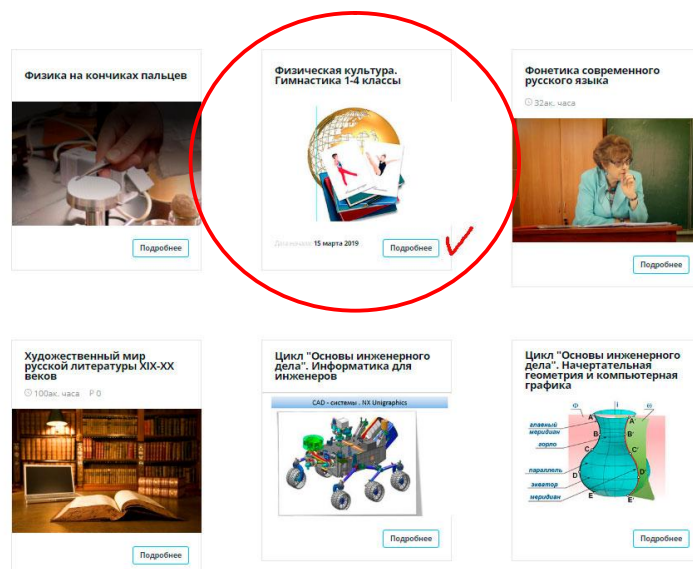 Физика на кончиках пальцев
Подробнее
Физическая культура.
Гимнастика 1-4 классы
15 марта 2019
Подробнее
Фонетика современного
русского языка
32ак. часа
Подробнее
Художественный мир
русской литературы XIX-XX
веков
100ак. часа Р 0
Подробнее
Цикл "Основы инженерного
дела". Информатика для
инженеров
CAD - системы . NX Unigraphics
Подробнее
Цикл "Основы инженерного
дела". Начертательная
геометрия и компьютерная
графика
Ф i ω
главный
меридиан
A A'
горло
B B'
C C'
параллель
D D'
экватор
меридиан
E E'
Подробнее